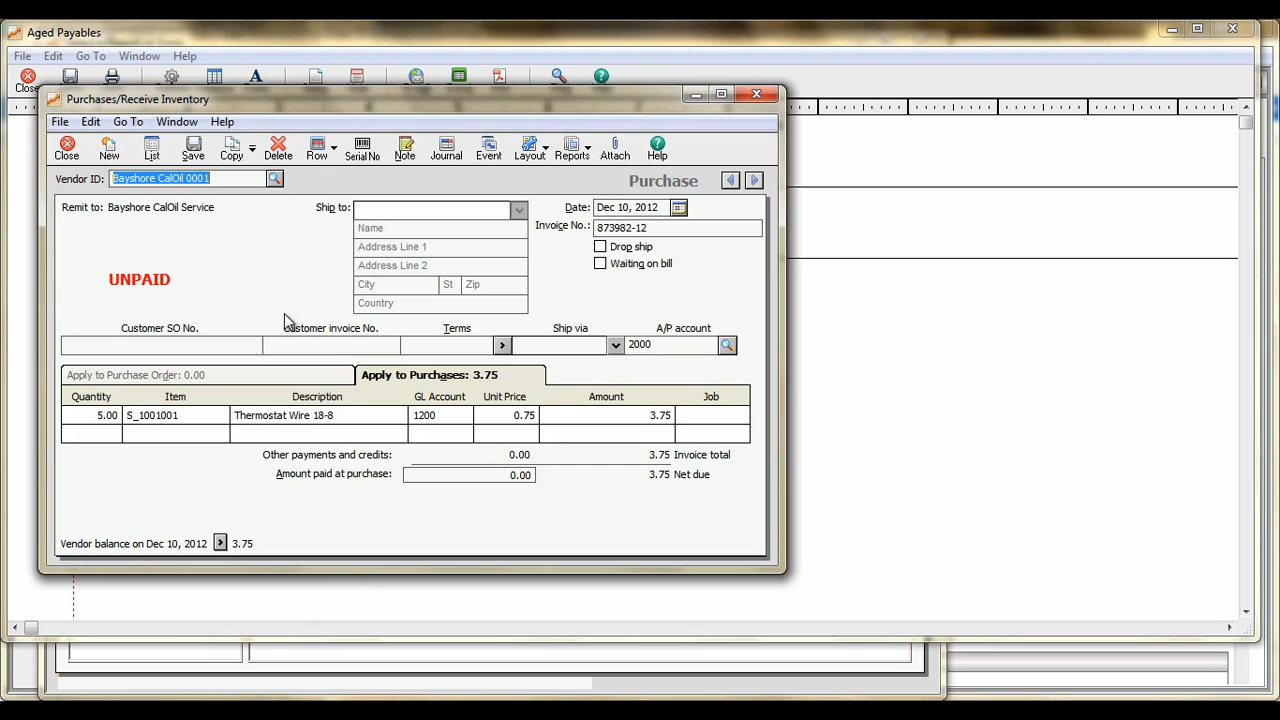 Aged Payables
File Edit Go To Window Help
Close
Purchases/Receive Inventory
File Edit Go To Window Help
Close New List Save Copy Delete Row Serial No Note Journal Event Layout Reports Attach Help
Vendor ID: Bayshore CalOil 0001
Purchase
Remit to: Bayshore CalOil Service
Ship to:
Date: Dec 10, 2012
Name
Invoice No.: 873982-12
Address Line 1
Drop ship
Address Line 2
Waiting on bill
UNPAID
City St Zip
Country
Customer SO No. Customer invoice No. Terms Ship via A/P account
2000
Apply to Purchase Order: 0.00 Apply to Purchases: 3.75
Quantity Item Description GL Account Unit Price Amount Job
5.00 S_1001001 Thermostat Wire 18-8 1200 0.75 3.75
Other payments and credits: 0.00 3.75 Invoice total
Amount paid at purchase: 0.00 3.75 Net due
Vendor balance on Dec 10, 2012 3.75